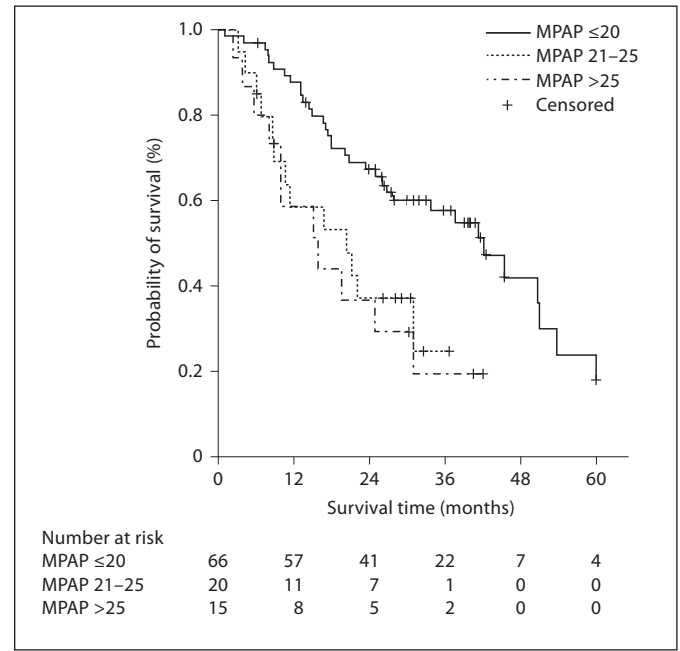 1.0
0.8
0.6
0.4
0.2
0
Probability of survival (%)
MPAP ≤20
MPAP 21–25
MPAP >25
Censored
0 12 24 36 48 60
Survival time (months)
Number at risk
MPAP ≤20 66 57 41 22 7 4
MPAP 21–25 20 11 7 1 0 0
MPAP >25 15 8 5 2 0 0